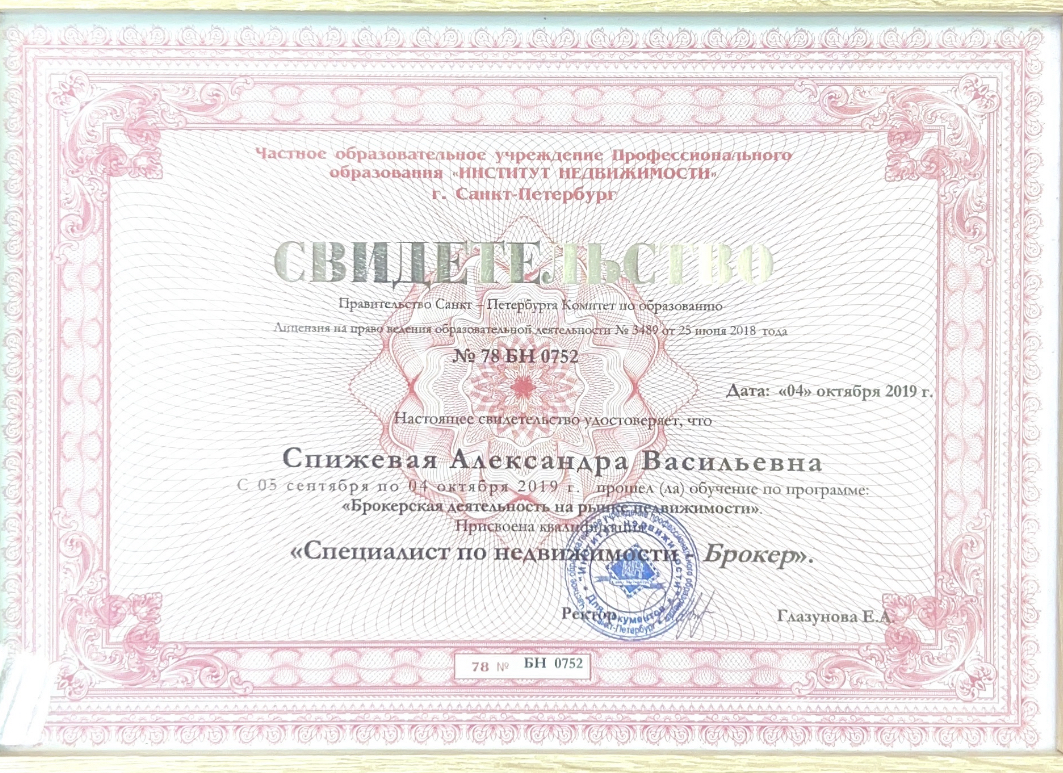 Частное образовательное учреждение Профессионального
образования «ИНСТИТУТ НЕДВИЖИМОСТИ»
г. Санкт-Петербург
СВИДЕТЕЛЬСТВО
Правительство Санкт – Петербурга Комитет по образованию
Лицензия на право ведения образовательной деятельности № 3489 от 25 июня 2018 года
№ 78 БН 0752
Дата: «04» октября 2019 г.
Настоящее свидетельство удостоверяет, что
Спижевая Александра Васильевна
С 05 сентября по 04 октября 2019 г. прошел (ла) обучение по программе:
«Брокерская деятельность на рынке недвижимости».
Присвоена квалификация
«Специалист по недвижимости Брокер».
Ректор Глазунова Е.А.
Для документов
78 № БН 0752